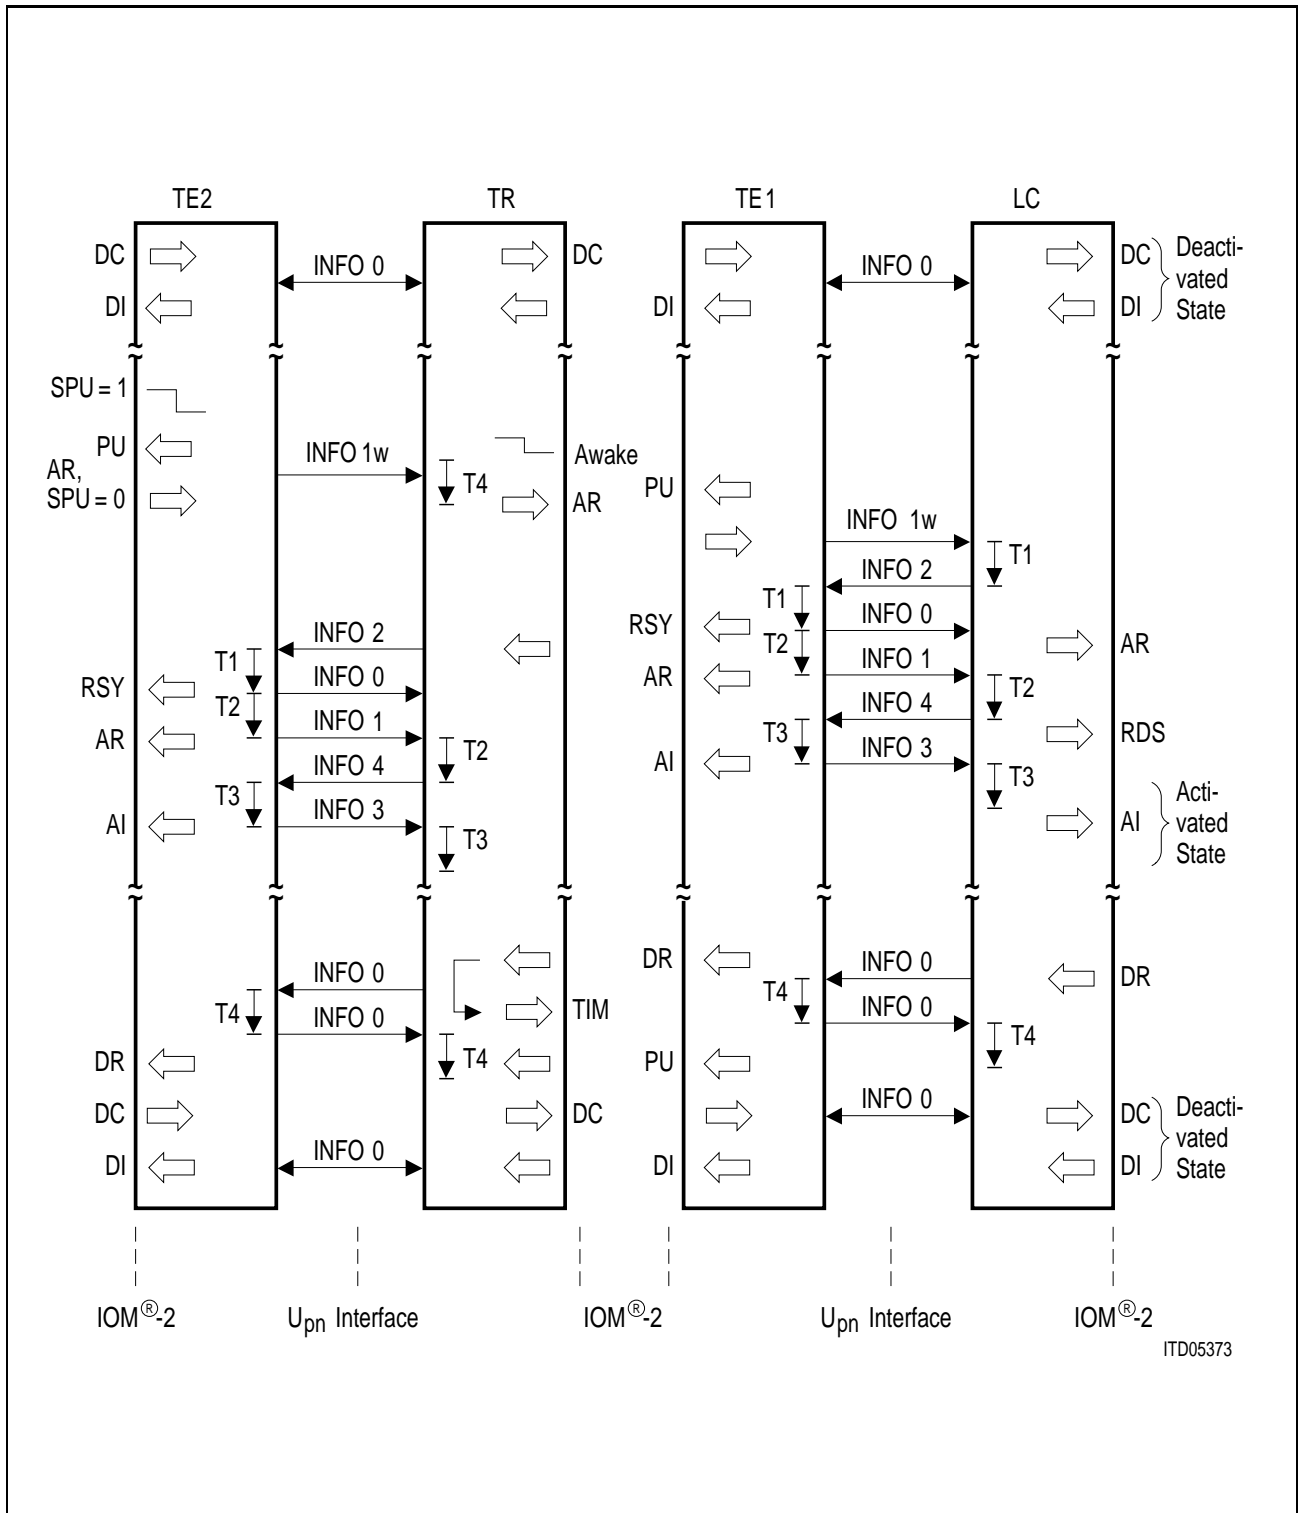 TE2 TR TE1 LC
DC INFO 0 DC INFO 0 DC Deacti-
vated
DI DI DI State
SPU = 1
PU INFO 1w Awake
AR, T4 PU
SPU = 0 AR
INFO 1w
T1
INFO 2
T1
RSY INFO 0
INFO 2 T2 AR
T1 AR INFO 1
RSY INFO 0 T2
T2 INFO 4
AR INFO 1 T3 RDS
T2 AI INFO 3
INFO 4 T3
T3 INFO 3 Acti-
AI AI vated
T3 State
DR INFO 0 DR
INFO 0 T4
T4 TIM INFO 0
INFO 0 T4
DR T4 PU
DC DC INFO 0 DC Deacti-
vated
DI INFO 0 DI DI State
IOM®-2 Upn Interface IOM®-2 Upn Interface IOM®-2
ITD05373